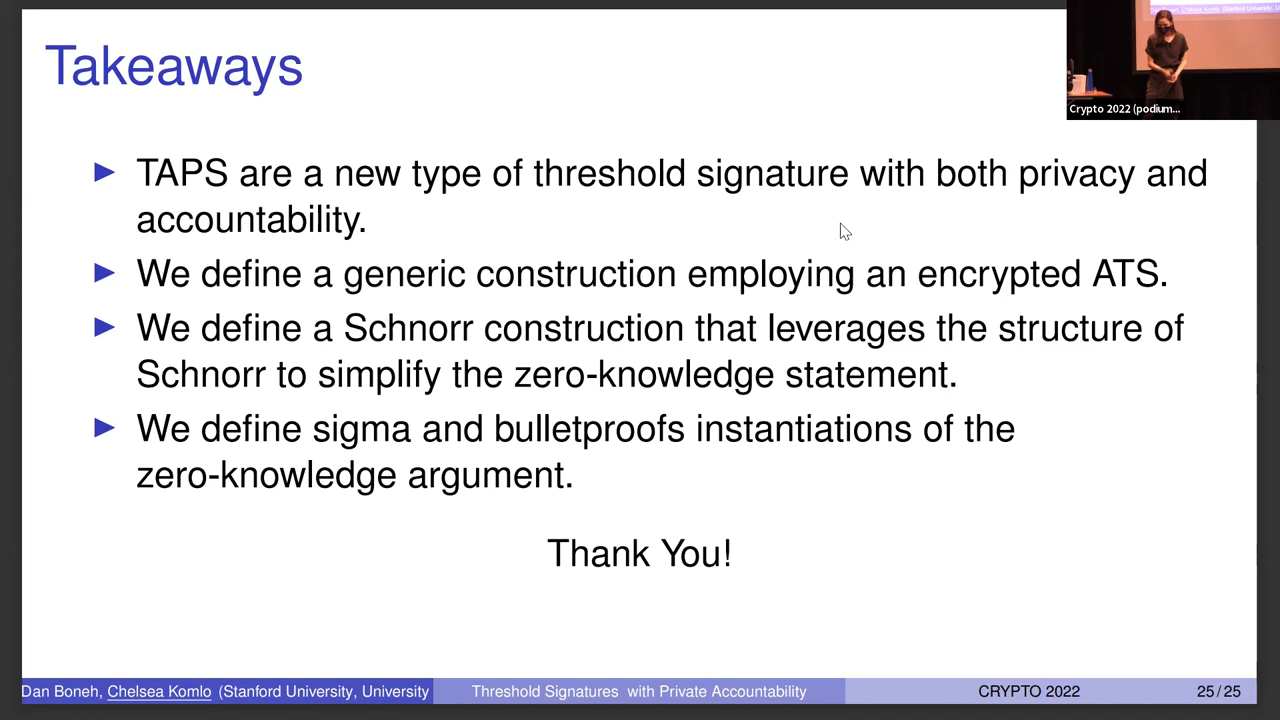 Takeaways
Crypto 2022 (podium...
TAPS are a new type of threshold signature with both privacy and
accountability.
We define a generic construction employing an encrypted ATS.
We define a Schnorr construction that leverages the structure of
Schnorr to simplify the zero-knowledge statement.
We define sigma and bulletproofs instantiations of the
zero-knowledge argument.
Thank You!
Dan Boneh, Chelsea Komlo (Stanford University, University
Threshold Signatures with Private Accountability
CRYPTO 2022
25 / 25